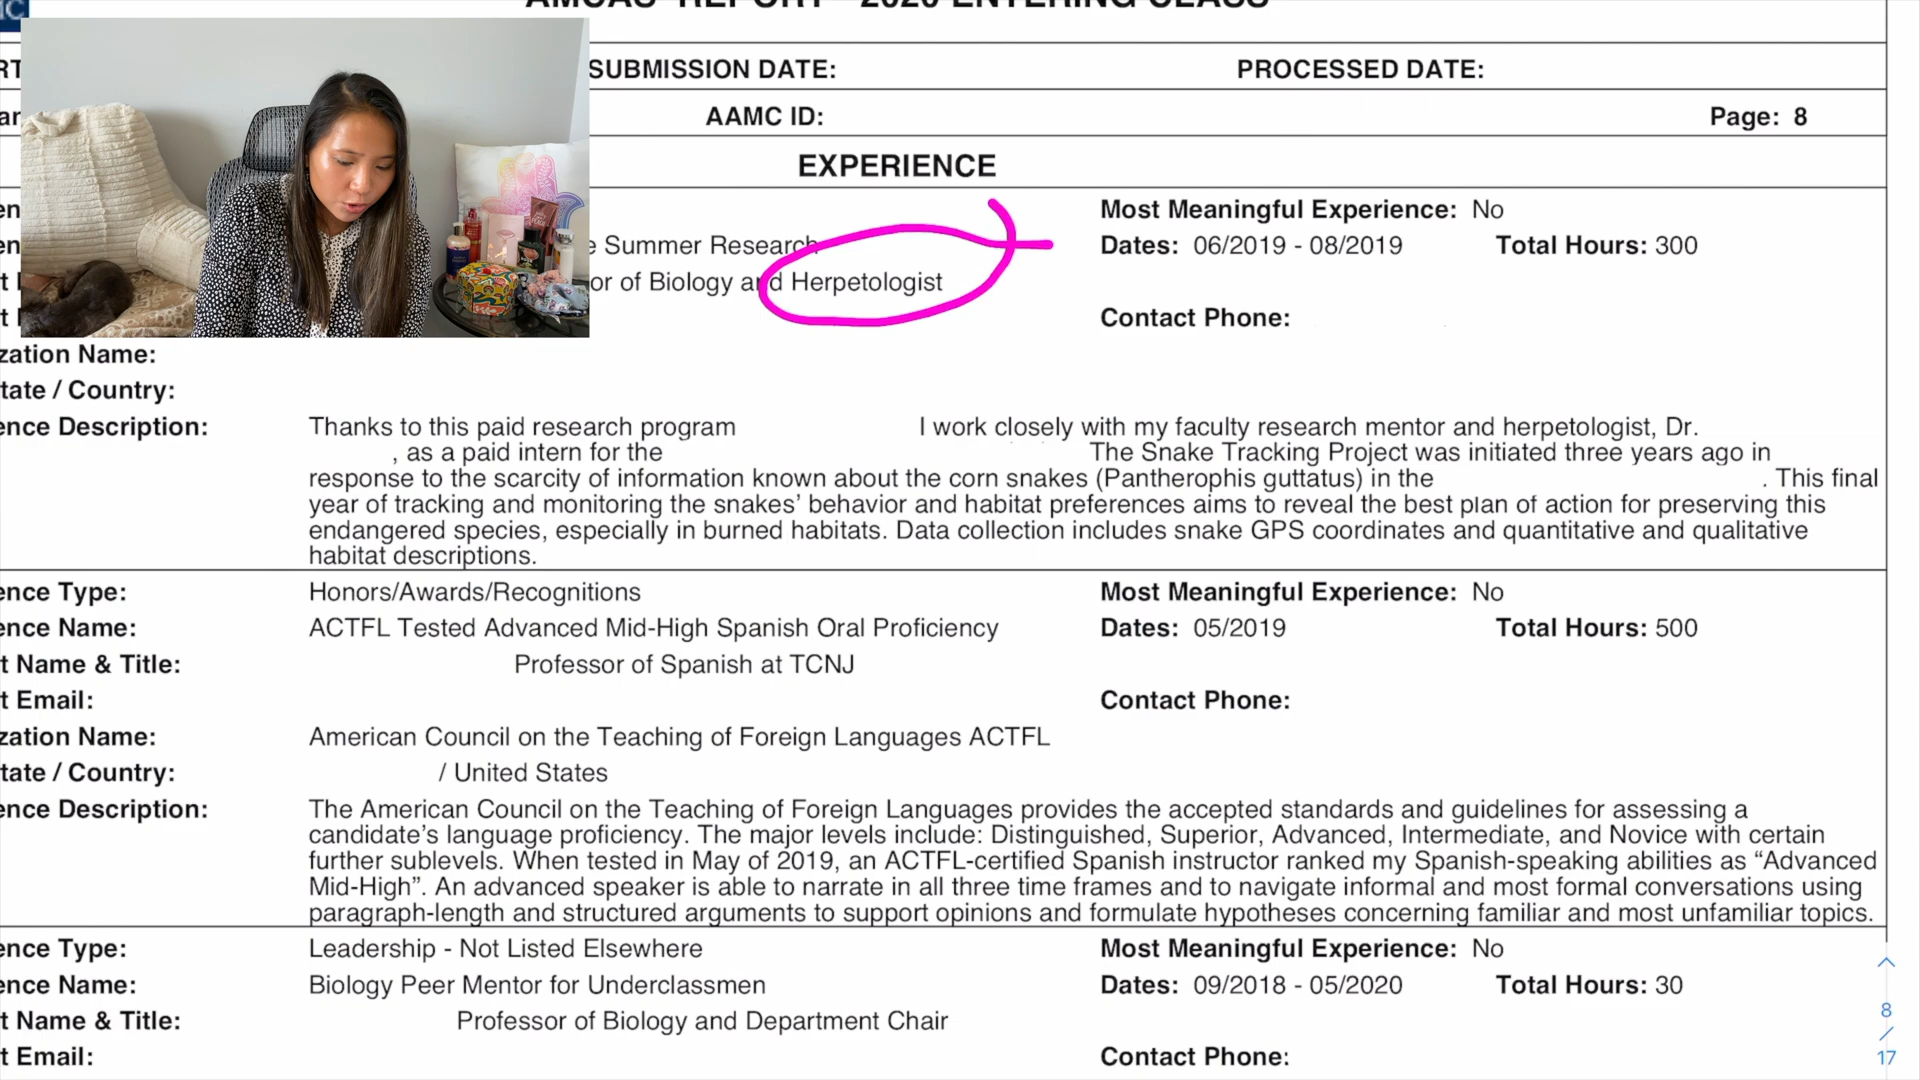 AMCAS REPORT - 2020 ENTERING CLASS
SUBMISSION DATE: PROCESSED DATE:
AAMC ID: Page: 8
EXPERIENCE
Most Meaningful Experience: No
Summer Research Dates: 06/2019 - 08/2019 Total Hours: 300
or of Biology and Herpetologist
Contact Phone:
zation Name:
tate / Country:
ence Description: Thanks to this paid research program I work closely with my faculty research mentor and herpetologist, Dr.
, as a paid intern for the The Snake Tracking Project was initiated three years ago in
response to the scarcity of information known about the corn snakes (Pantherophis guttatus) in the . This final
year of tracking and monitoring the snakes' behavior and habitat preferences aims to reveal the best plan of action for preserving this
endangered species, especially in burned habitats. Data collection includes snake GPS coordinates and quantitative and qualitative
habitat descriptions.
ence Type: Honors/Awards/Recognitions Most Meaningful Experience: No
ence Name: ACTFL Tested Advanced Mid-High Spanish Oral Proficiency Dates: 05/2019 Total Hours: 500
t Name & Title: Professor of Spanish at TCNJ
t Email: Contact Phone:
zation Name: American Council on the Teaching of Foreign Languages ACTFL
tate / Country: / United States
ence Description: The American Council on the Teaching of Foreign Languages provides the accepted standards and guidelines for assessing a
candidate's language proficiency. The major levels include: Distinguished, Superior, Advanced, Intermediate, and Novice with certain
further sublevels. When tested in May of 2019, an ACTFL-certified Spanish instructor ranked my Spanish-speaking abilities as “Advanced
Mid-High”. An advanced speaker is able to narrate in all three time frames and to navigate informal and most formal conversations using
paragraph-length and structured arguments to support opinions and formulate hypotheses concerning familiar and most unfamiliar topics.
ence Type: Leadership - Not Listed Elsewhere Most Meaningful Experience: No
ence Name: Biology Peer Mentor for Underclassmen Dates: 09/2018 - 05/2020 Total Hours: 30
t Name & Title: Professor of Biology and Department Chair
t Email: Contact Phone:
8
/
17